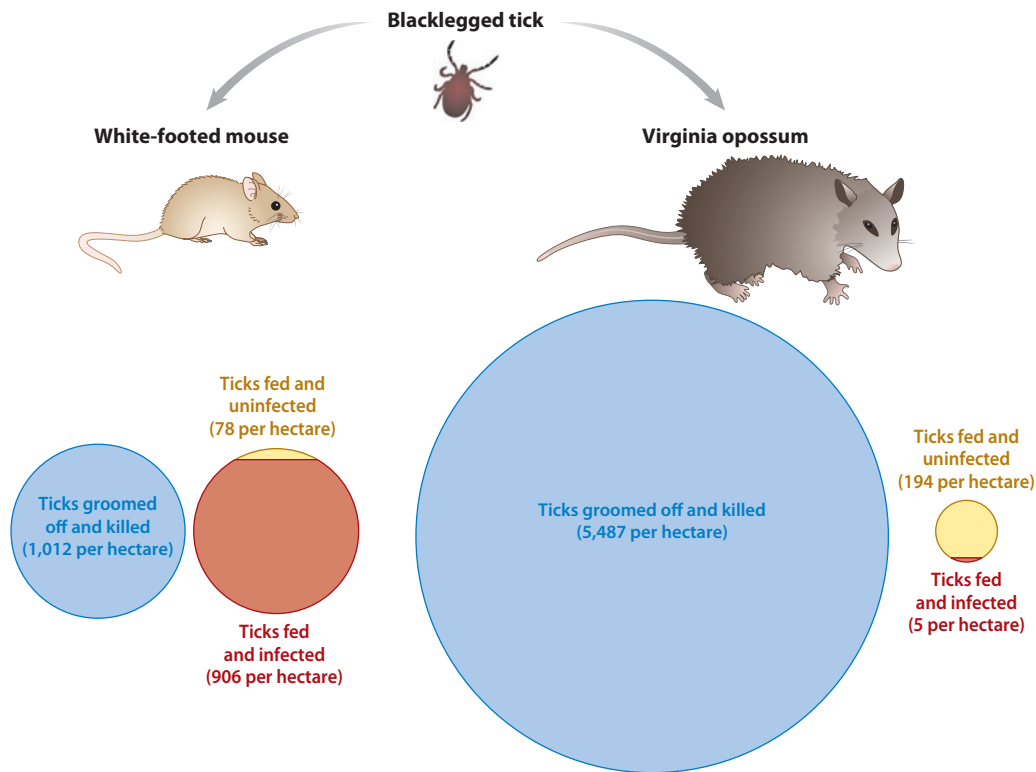 Blacklegged tick
White-footed mouse
Virginia opossum
Ticks fed and
uninfected
(78 per hectare)
Ticks groomed
off and killed
(1,012 per hectare)
Ticks fed
and infected
(906 per hectare)
Ticks groomed off and killed
(5,487 per hectare)
Ticks fed and
uninfected
(194 per hectare)
Ticks fed
and infected
(5 per hectare)